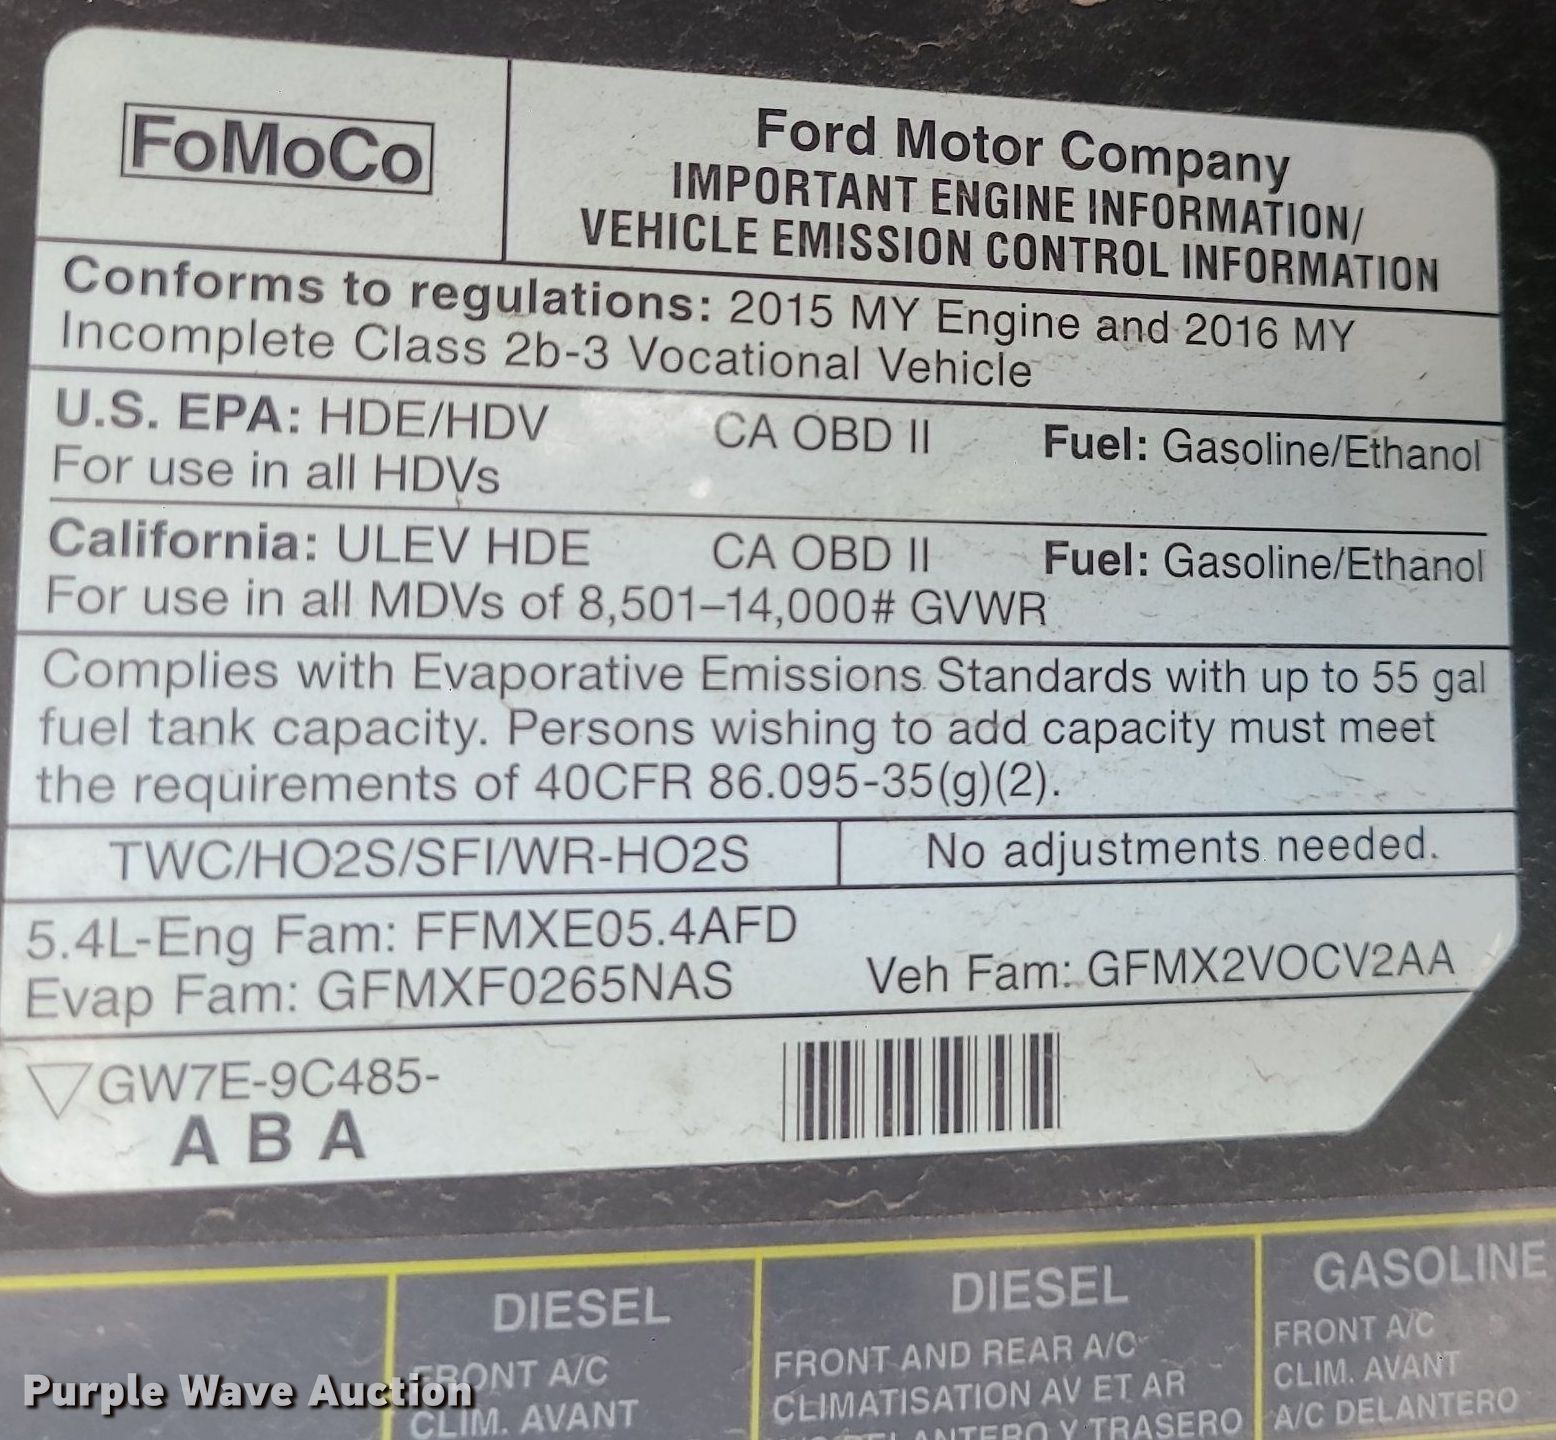 FoMoCo
Ford Motor Company
IMPORTANT ENGINE INFORMATION/
VEHICLE EMISSION CONTROL INFORMATION
Conforms to regulations: 2015 MY Engine and 2016 MY
Incomplete Class 2b-3 Vocational Vehicle
U.S. EPA: HDE/HDV CA OBD II Fuel: Gasoline/Ethanol
For use in all HDVs
California: ULEV HDE CA OBD II Fuel: Gasoline/Ethanol
For use in all MDVs of 8,501–14,000# GVWR
Complies with Evaporative Emissions Standards with up to 55 gal
fuel tank capacity. Persons wishing to add capacity must meet
the requirements of 40CFR 86.095-35(g)(2).
TWC/HO2S/SFI/WR-HO2S No adjustments needed.
5.4L-Eng Fam: FFMXE05.4AFD
Evap Fam: GFMXF0265NAS Veh Fam: GFMX2VOCV2AA
GW7E-9C485-
A B A
DIESEL
FRONT A/C
CLIM. AVANT
DIESEL
FRONT AND REAR A/C
CLIMATISATION AV ET AR
Y TRASERO
GASOLINE
FRONT A/C
CLIM. AVANT
A/C DELANTERO
Purple Wave Auction